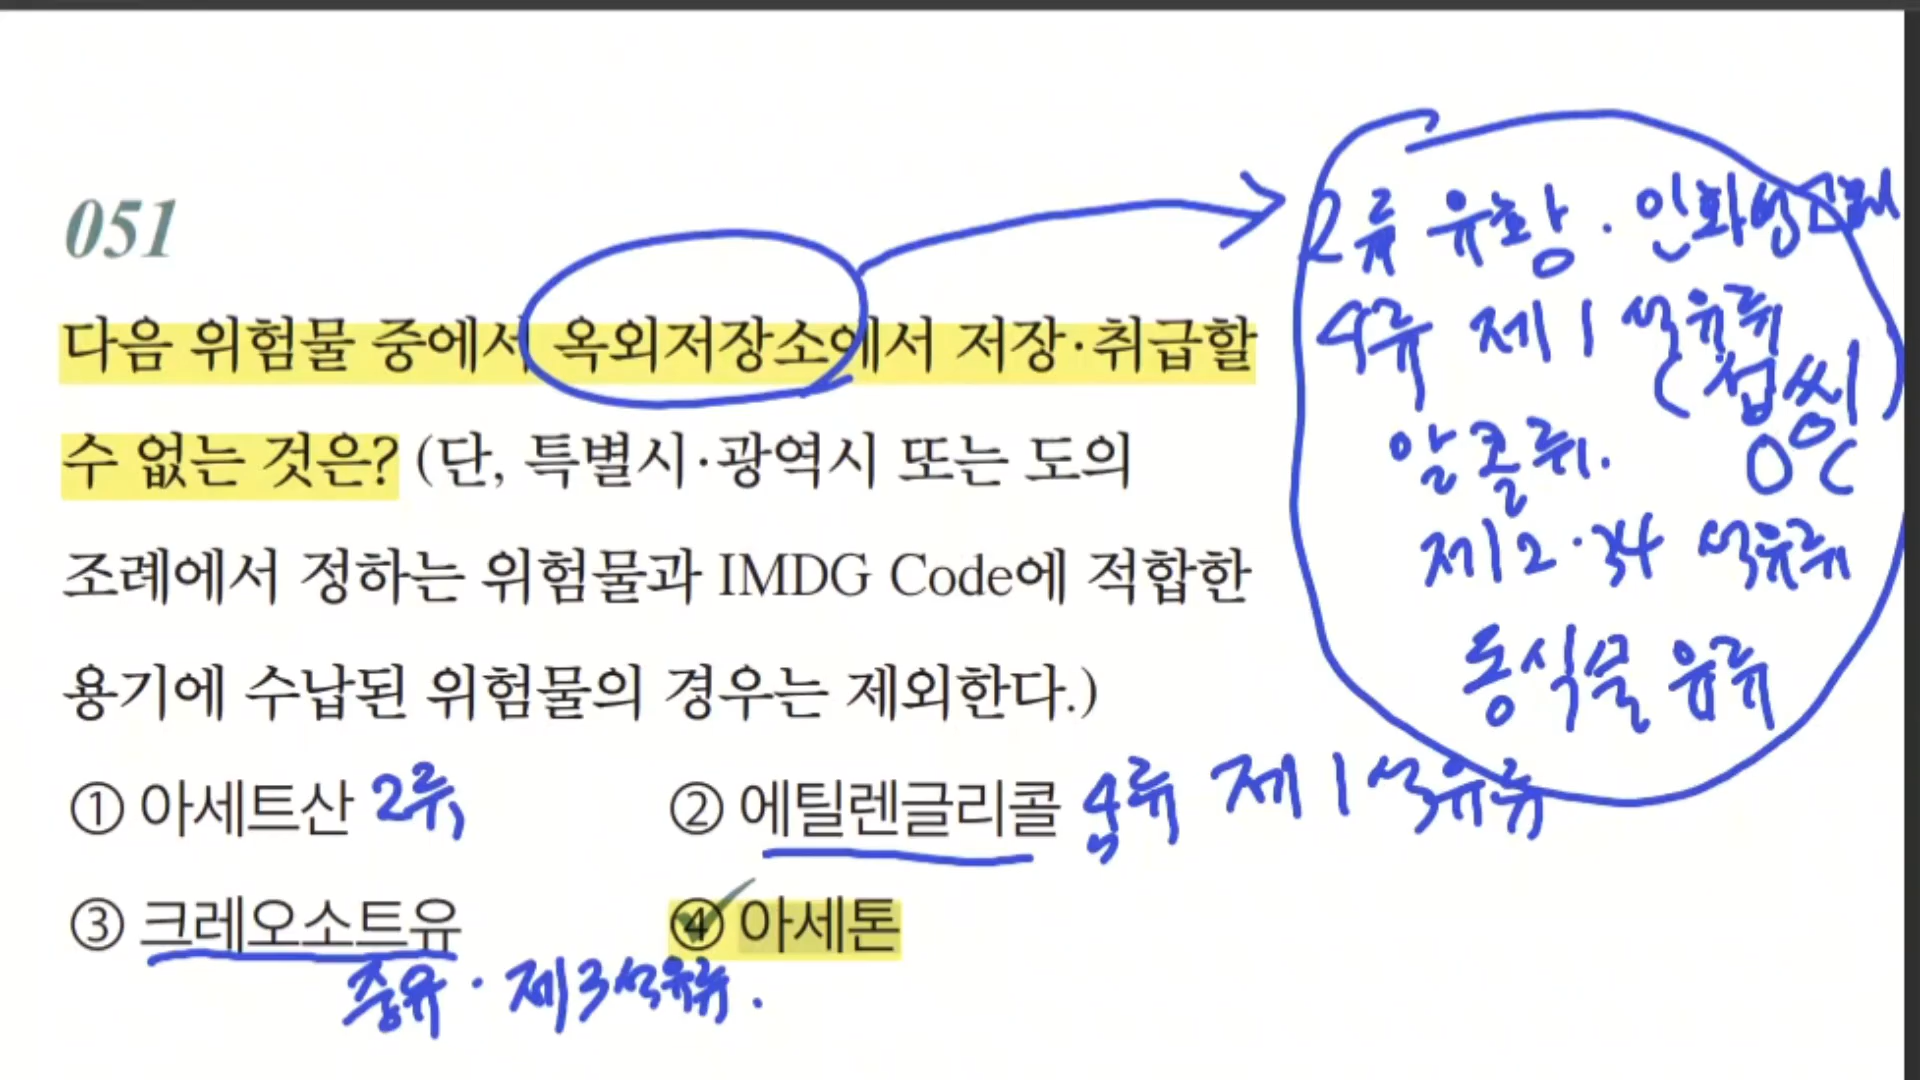 051
다음 위험물 중에서 옥외저장소에서 저장·취급할
수 없는 것은? (단, 특별시·광역시 또는 도의
조례에서 정하는 위험물과 IMDG Code에 적합한
용기에 수납된 위험물의 경우는 제외한다.)
① 아세트산 2류,
② 에틸렌글리콜 4류 제1석유류
③ 크레오소트유
④ 아세톤
중유·제3석유류.
2류 유황·인화성고체
4류 제1석유류
(섭씨)
0℃
알콜류.
제2·3 4 석유류
동식물 유류